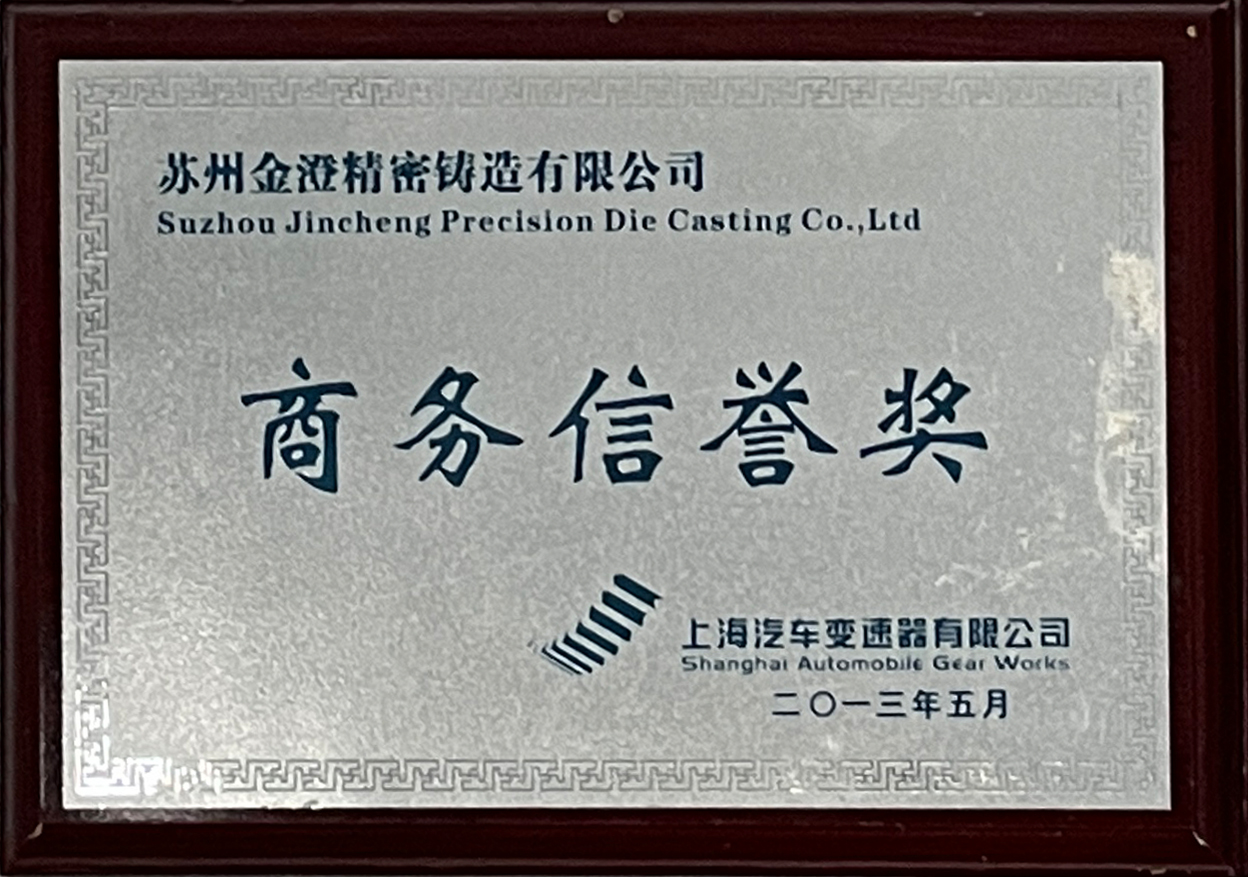 苏州金澄精密铸造有限公司
Suzhou Jincheng Precision Die Casting Co.,Ltd
商务信誉奖
上海汽车变速器有限公司
Shanghai Automobile Gear Works
二〇一三年五月